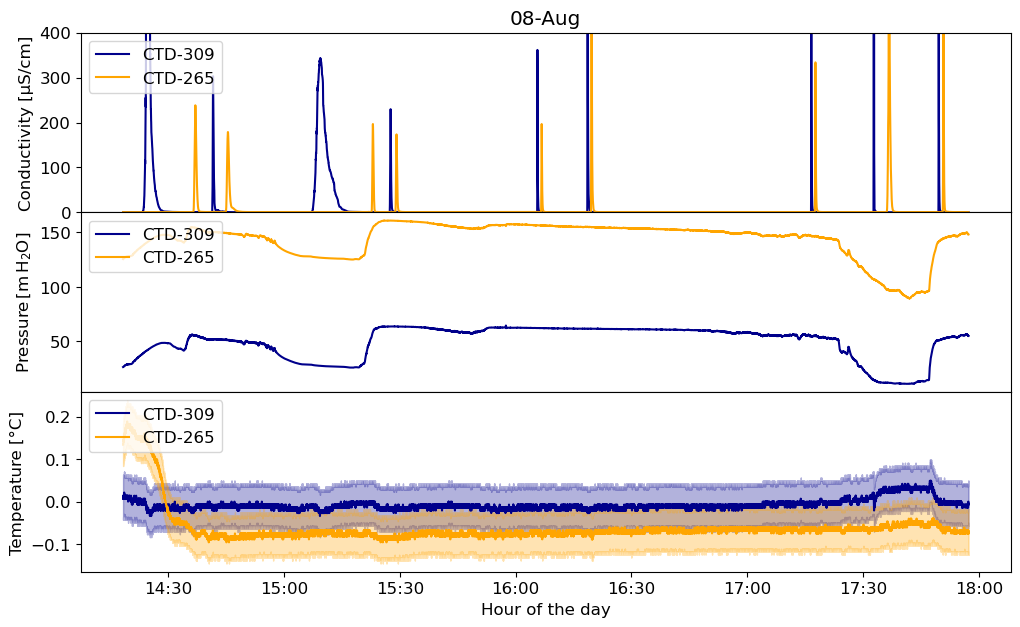 08-Aug
Conductivity [µS/cm]
400
300
200
100
0
CTD-309
CTD-265
Pressure [m H₂O]
150
100
50
CTD-309
CTD-265
Temperature [°C]
0.2
0.1
0.0
−0.1
CTD-309
CTD-265
14:30 15:00 15:30 16:00 16:30 17:00 17:30 18:00
Hour of the day